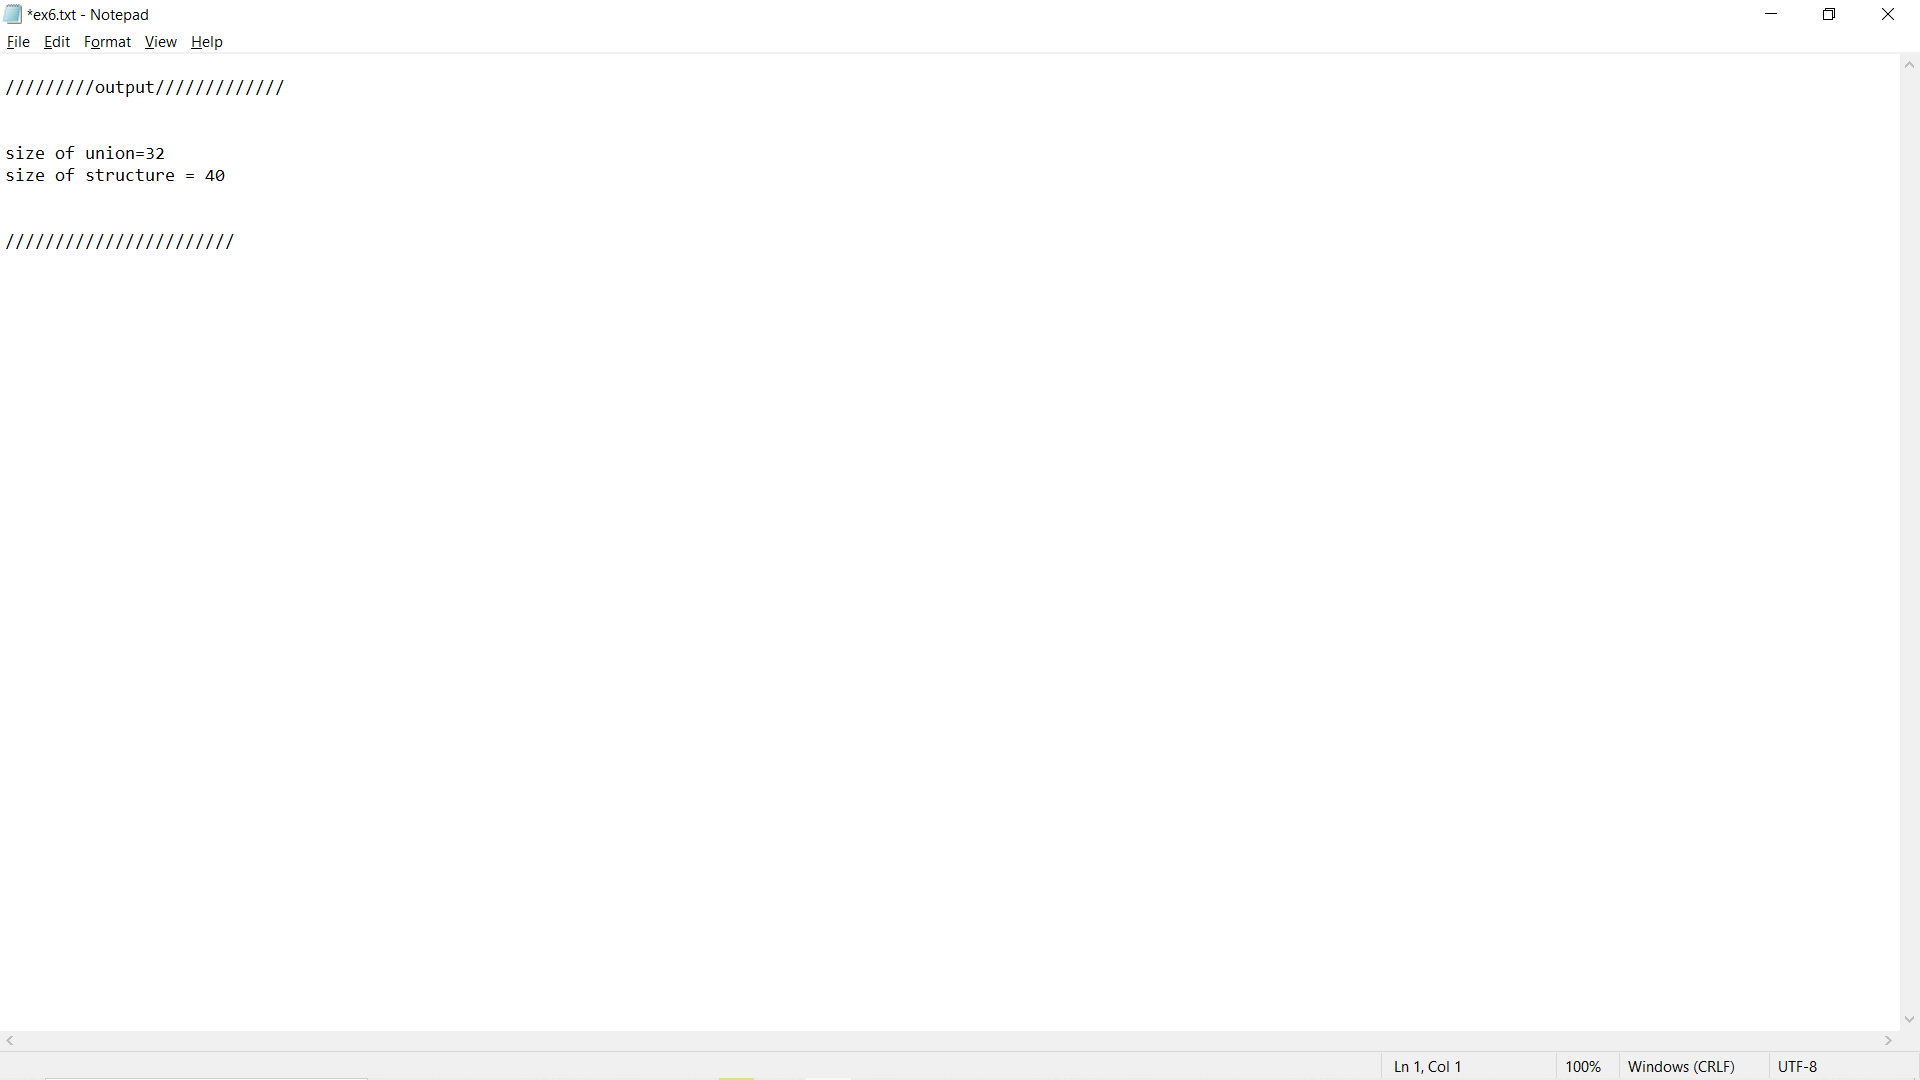 *ex6.txt - Notepad
File Edit Format View Help
/////////output/////////////
size of union=32
size of structure = 40
///////////////////////
Ln 1, Col 1 100% Windows (CRLF) UTF-8